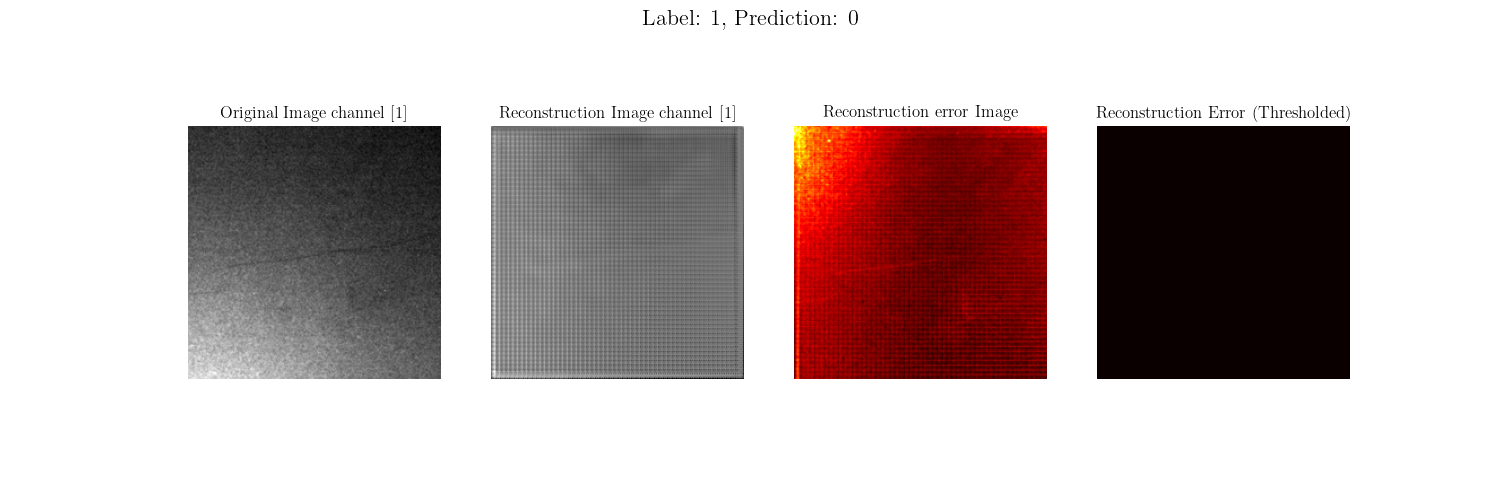 Label: 1, Prediction: 0
Original Image channel [1]
Reconstruction Image channel [1]
Reconstruction error Image
Reconstruction Error (Thresholded)